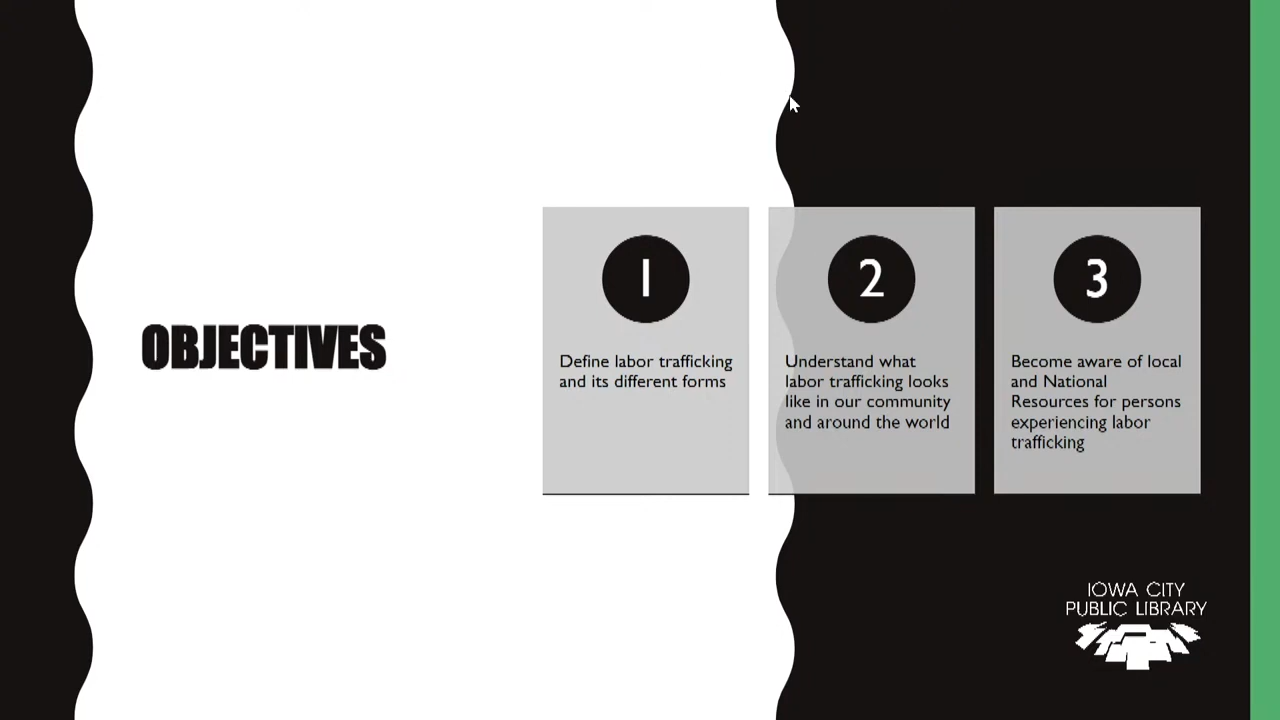 OBJECTIVES
1
Define labor trafficking
and its different forms
2
Understand what
labor trafficking looks
like in our community
and around the world
3
Become aware of local
and National
Resources for persons
experiencing labor
trafficking
IOWA CITY
PUBLIC LIBRARY